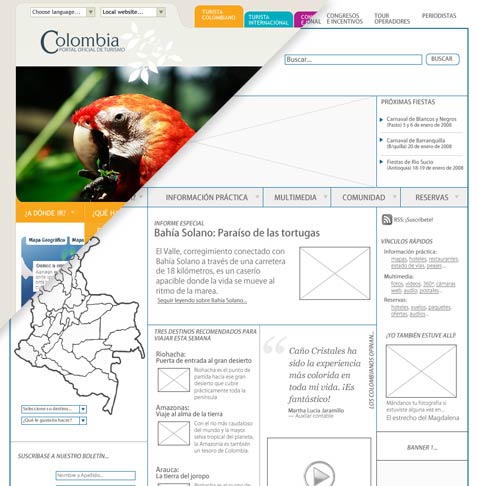 Choose language...
Local website...
TURISTA
COLOMBIANO
TURISTA
INTERNACIONAL
CONGRESOS
E INCENTIVOS
TOUR
OPERADORES
PERIODISTAS
Colombia
PORTAL OFICIAL DE TURISMO
Buscar...
BUSCAR
PRÓXIMAS FIESTAS
Carnaval de Blancos y Negros
(Pasto) 5 y 6 de enero de 2008
Carnaval de Barranquilla
(B/quilla) 20 de enero de 2008
Fiestas de Río Sucio
(Antioquia) 18-19 de enero de 2008
INFORMACIÓN PRÁCTICA
MULTIMEDIA
COMUNIDAD
RESERVAS
¿A DÓNDE IR?
¿QUÉ HA
Mapa Geográfico
Mapa
INFORME ESPECIAL
Bahía Solano: Paraíso de las tortugas
El Valle, corregimiento conectado con
Bahía Solano a través de una carretera
de 18 kilómetros, es un caserío
apacible donde la vida se mueve al
ritmo de la marea.
Seguir leyendo sobre Bahía Solano...
RSS: ¡Suscríbete!
VÍNCULOS RÁPIDOS
Información práctica:
mapas, hoteles, restaurantes,
estado de vías, peajes...
Multimedia:
fotos, videos, 360º, cámaras
web, audio, postales...
Reservas:
hoteles, vuelos, paquetes,
ofertas, audios...
TRES DESTINOS RECOMENDADOS PARA
VIAJAR ESTA SEMANA
Riohacha:
Puerta de entrada al gran desierto
Rioacha es el punto de
partida hacia ese gran
desierto que cubre
prácticamente toda la
península
Amazonas:
Viaje al alma de la tierra
Con el río más caudaloso
del mundo y la mayor
selva tropical del planeta,
la Amazonia es también
un tesoro de Colombia.
Arauca:
La tierra del joropo
“ Caño Cristales ha
sido la experiencia
más colorida en
toda mi vida. ¡Es
fantástico!
Martha Lucía Jaramillo
— Auxiliar contable
LOS COLOMBIANOS OPINAN...
¡YO TAMBIÉN ESTUVE ALLÍ!
Mándanos tu fotografía si
estuviste alguna vez en...
El estrecho del Magdalena
BANNER 1...
Seleccione su destino...
¿Qué le gustaría hacer?
SUSCRÍBASE A NUESTRO BOLETÍN...
Nombre y Apellido...